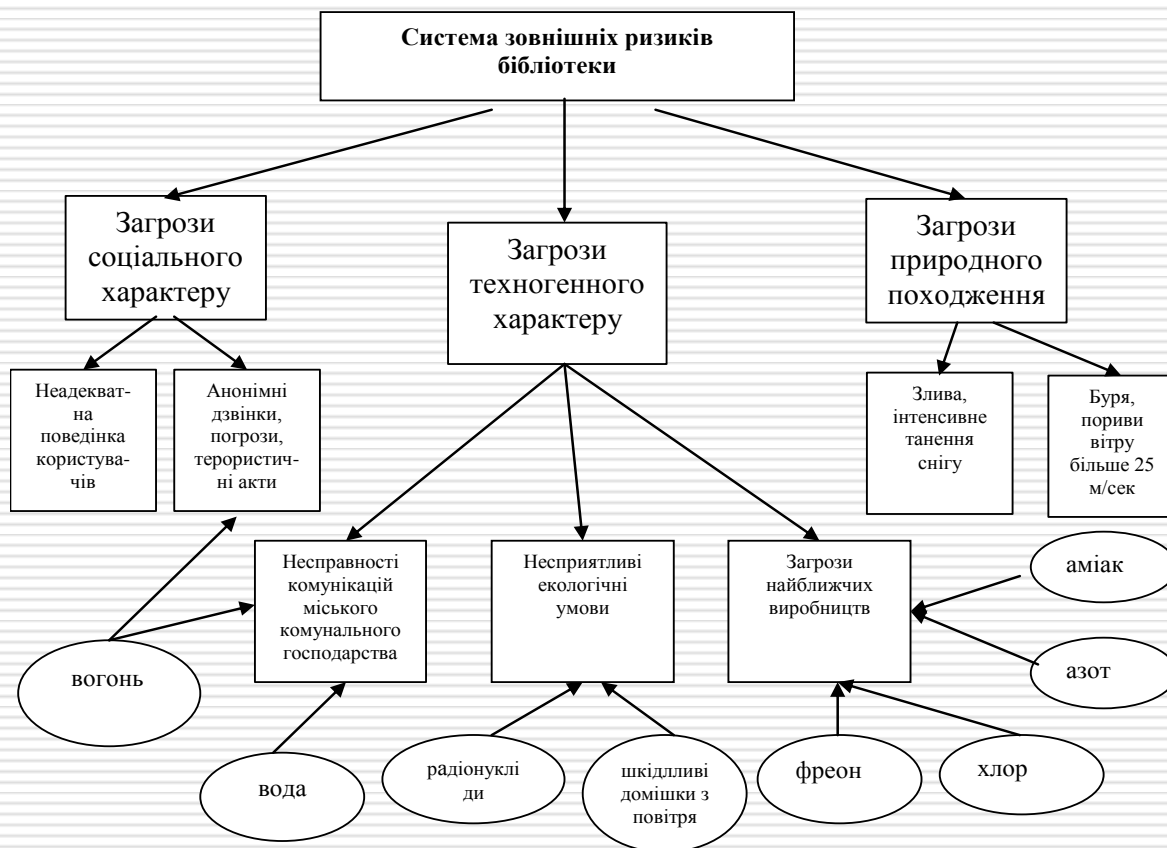 Система зовнішніх ризиків
бібліотеки
Загрози
соціального
характеру
Загрози
техногенного
характеру
Загрози
природного
походження
Неадекват-
на
поведінка
користува-
чів
Анонімні
дзвінки,
погрози,
терористич-
ні акти
Злива,
інтенсивне
танення
снігу
Буря,
пориви
вітру
більше 25
м/сек
Несправності
комунікацій
міського
комунального
господарства
Несприятливі
екологічні
умови
Загрози
найближчих
виробництв
аміак
азот
вогонь
вода
радіонуклі
ди
шкідлливі
домішки з
повітря
фреон
хлор